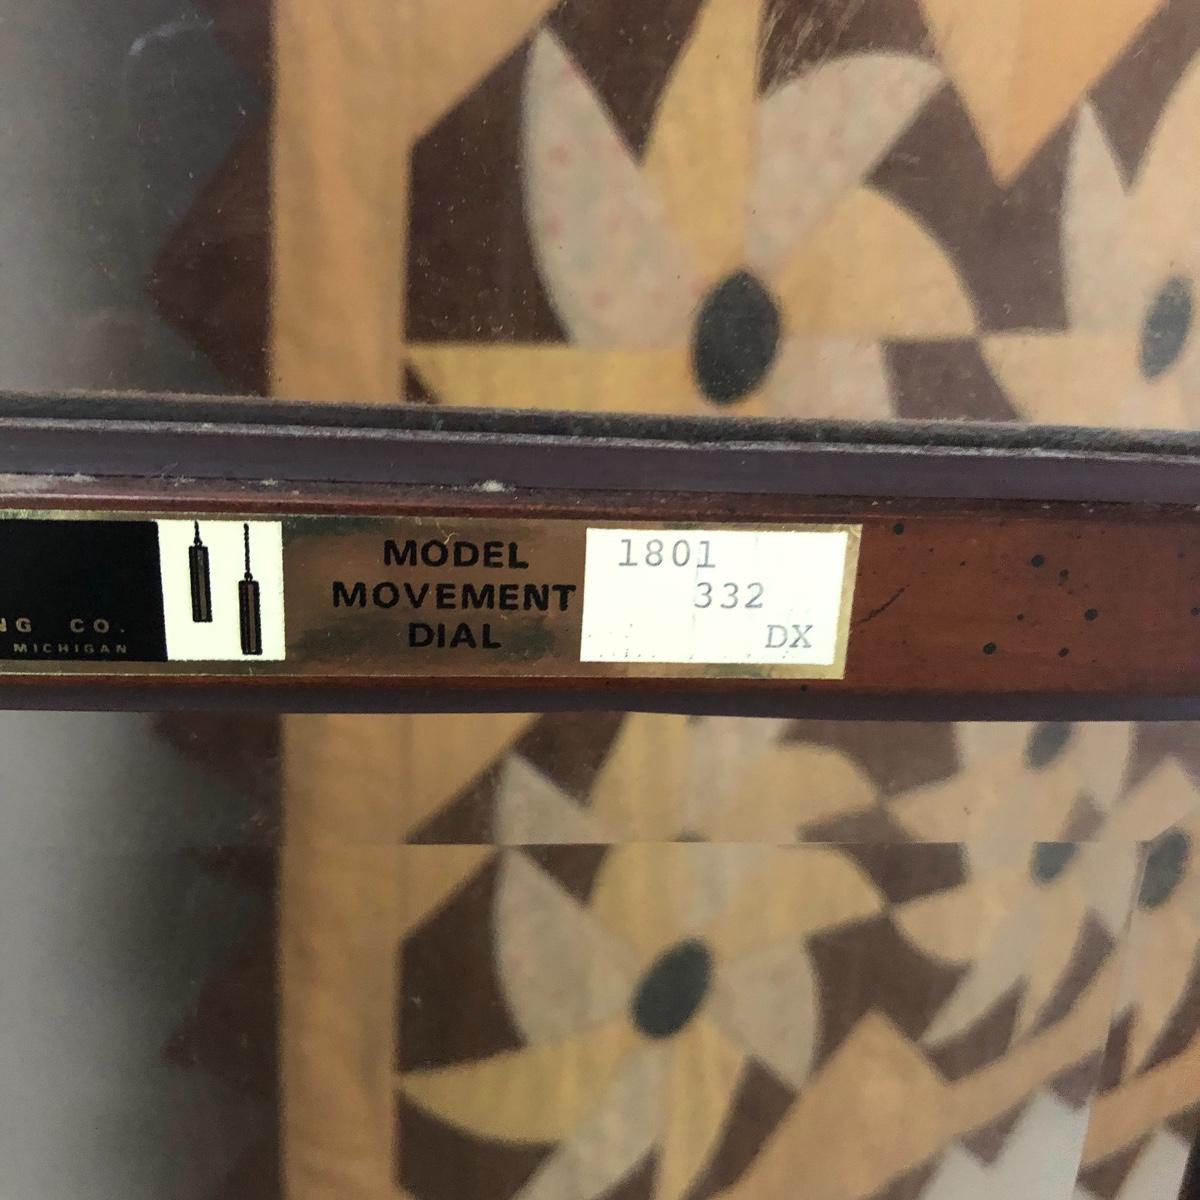 NG CO.
MICHIGAN
MODEL 1801
MOVEMENT 332
DIAL DX